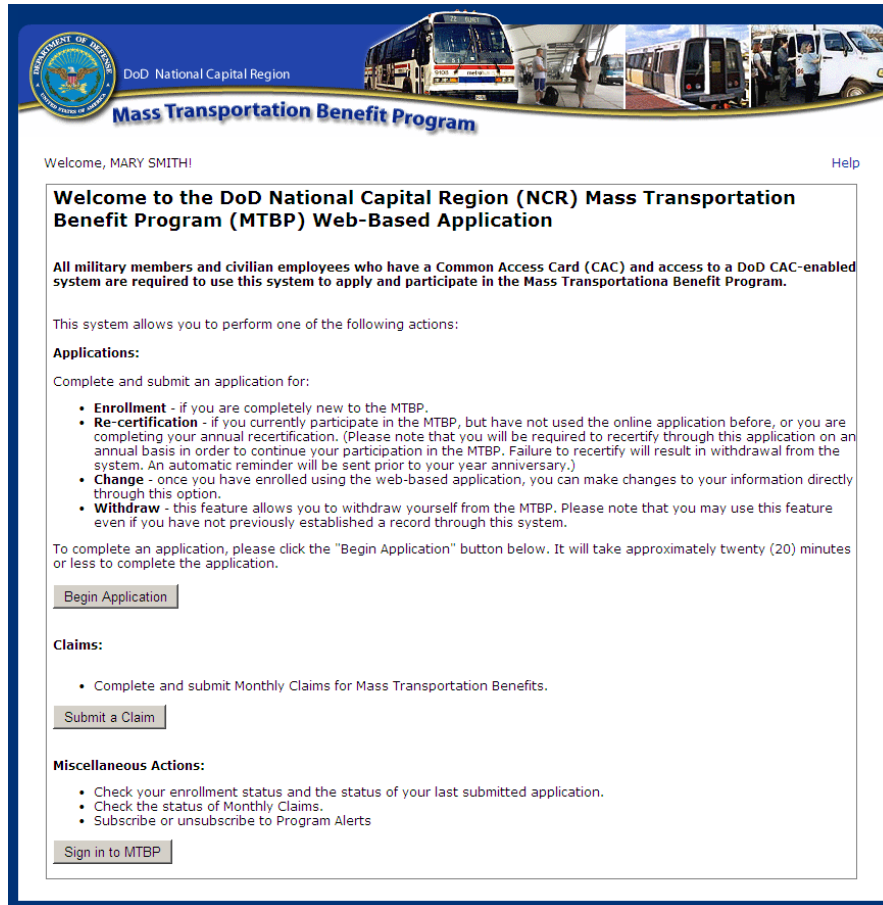 DEPARTMENT OF DEFENSE
UNITED STATES OF AMERICA
DoD National Capital Region
Mass Transportation Benefit Program
Welcome, MARY SMITH!
Help
Welcome to the DoD National Capital Region (NCR) Mass Transportation
Benefit Program (MTBP) Web-Based Application
All military members and civilian employees who have a Common Access Card (CAC) and access to a DoD CAC-enabled
system are required to use this system to apply and participate in the Mass Transportationa Benefit Program.
This system allows you to perform one of the following actions:
Applications:
Complete and submit an application for:
• Enrollment - if you are completely new to the MTBP.
• Re-certification - if you currently participate in the MTBP, but have not used the online application before, or you are
completing your annual recertification. (Please note that you will be required to recertify through this application on an
annual basis in order to continue your participation in the MTBP. Failure to recertify will result in withdrawal from the
system. An automatic reminder will be sent prior to your year anniversary.)
• Change - once you have enrolled using the web-based application, you can make changes to your information directly
through this option.
• Withdraw - this feature allows you to withdraw yourself from the MTBP. Please note that you may use this feature
even if you have not previously established a record through this system.
To complete an application, please click the "Begin Application" button below. It will take approximately twenty (20) minutes
or less to complete the application.
Begin Application
Claims:
• Complete and submit Monthly Claims for Mass Transportation Benefits.
Submit a Claim
Miscellaneous Actions:
• Check your enrollment status and the status of your last submitted application.
• Check the status of Monthly Claims.
• Subscribe or unsubscribe to Program Alerts
Sign in to MTBP